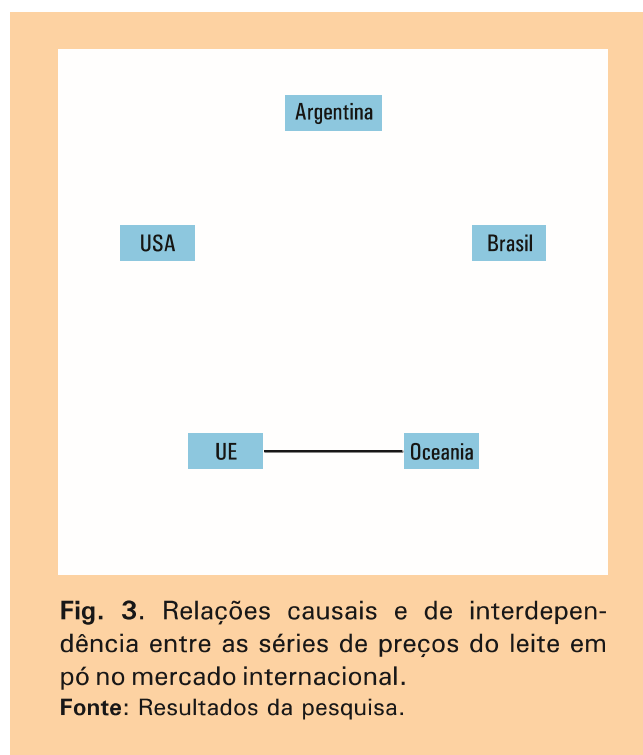 Argentina
USA
Brasil
UE
Oceania
Fig. 3. Relações causais e de interdepen-
dência entre as séries de preços do leite em
pó no mercado internacional.
Fonte: Resultados da pesquisa.